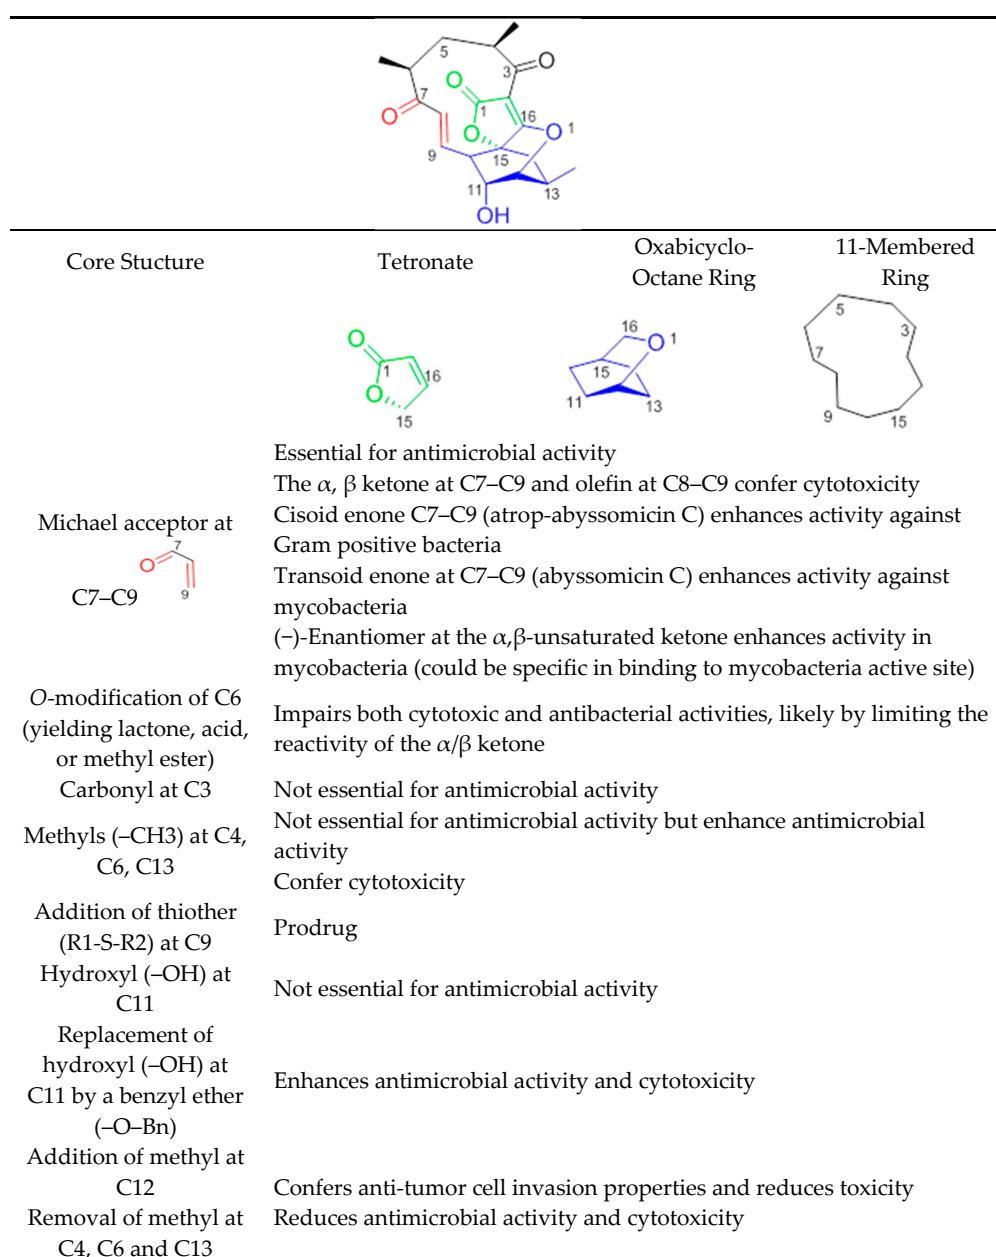 5
3
O
O
1
7
16
O
1
O
O
9
15
11
13
OH
Core Stucture
Tetronate
Oxabicyclo-
Octane Ring
11-Membered
Ring
O
1
16
O
15
16
O 1
15
11
13
5
3
7
9
15
Michael acceptor at
C7–C9
7
O
9
Essential for antimicrobial activity
The α, β ketone at C7–C9 and olefin at C8–C9 confer cytotoxicity
Cisoid enone C7–C9 (atrop-abyssomicin C) enhances activity against
Gram positive bacteria
Transoid enone at C7–C9 (abyssomicin C) enhances activity against
mycobacteria
(−)-Enantiomer at the α,β-unsaturated ketone enhances activity in
mycobacteria (could be specific in binding to mycobacteria active site)
O-modification of C6
(yielding lactone, acid,
or methyl ester)
Impairs both cytotoxic and antibacterial activities, likely by limiting the
reactivity of the α/β ketone
Carbonyl at C3
Not essential for antimicrobial activity
Methyls (–CH3) at C4,
C6, C13
Not essential for antimicrobial activity but enhance antimicrobial
activity
Confer cytotoxicity
Addition of thiother
(R1-S-R2) at C9
Prodrug
Hydroxyl (–OH) at
C11
Not essential for antimicrobial activity
Replacement of
hydroxyl (–OH) at
C11 by a benzyl ether
(–O–Bn)
Enhances antimicrobial activity and cytotoxicity
Addition of methyl at
C12
Confers anti-tumor cell invasion properties and reduces toxicity
Removal of methyl at
C4, C6 and C13
Reduces antimicrobial activity and cytotoxicity